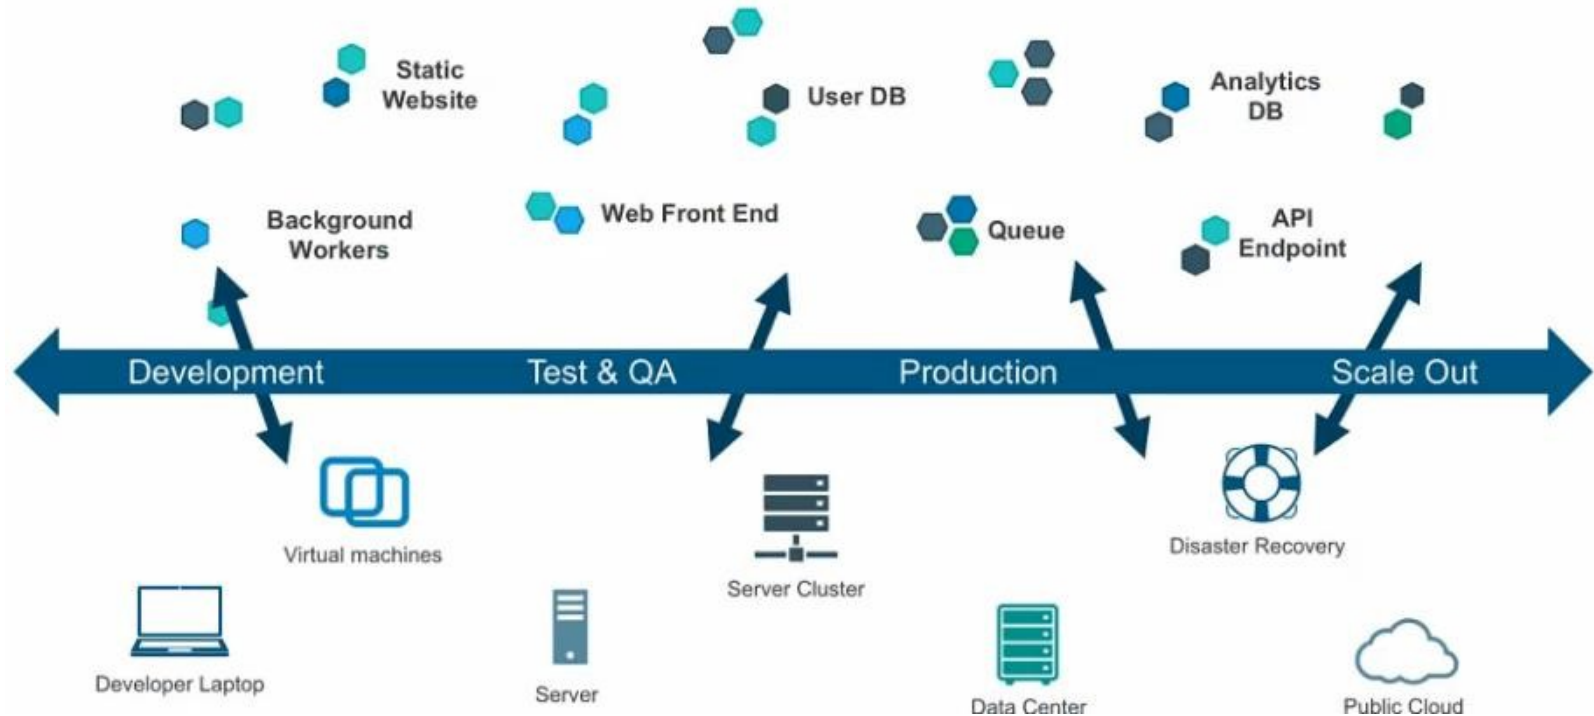 Static
Website
User DB
Analytics
DB
Background
Workers
Web Front End
Queue
API
Endpoint
Development
Test & QA
Production
Scale Out
Virtual machines
Server Cluster
Disaster Recovery
Developer Laptop
Server
Data Center
Public Cloud